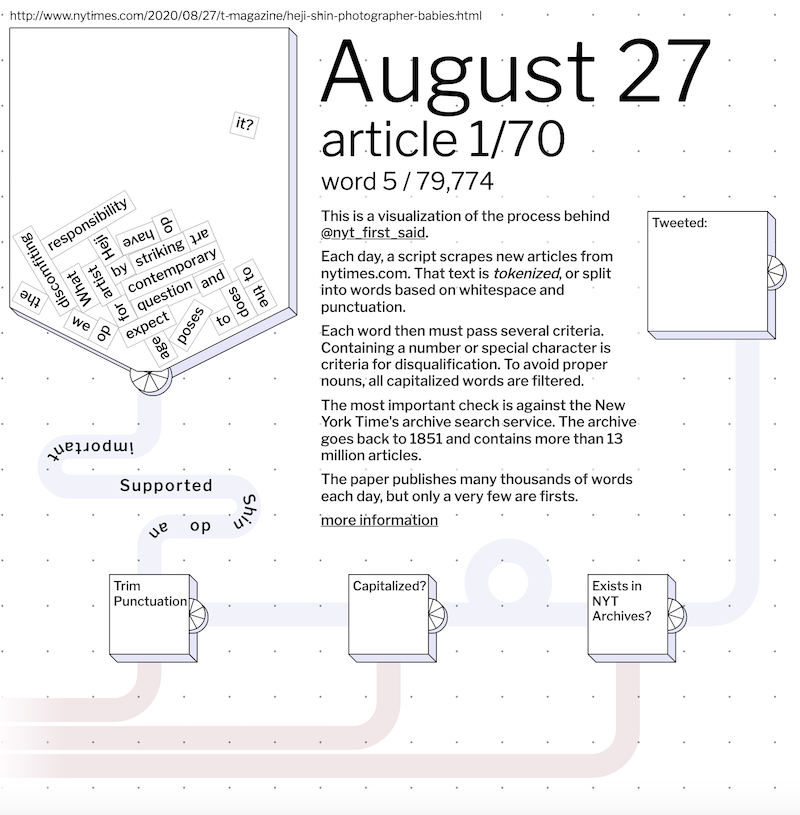 http://www.nytimes.com/2020/08/27/t-magazine/heji-shin-photographer-babies.html
August 27
article 1/70
word 5 / 79,774
This is a visualization of the process behind
@nyt_first_said.
Each day, a script scrapes new articles from
nytimes.com. That text is tokenized, or split
into words based on whitespace and
punctuation.
Each word then must pass several criteria.
Containing a number or special character is
criteria for disqualification. To avoid proper
nouns, all capitalized words are filtered.
The most important check is against the New
York Time's archive search service. The archive
goes back to 1851 and contains more than 13
million articles.
The paper publishes many thousands of words
each day, but only a very few are firsts.
more information
it?
responsibility
discomfiting
the
What
Heji
artist
have
do
by
striking
art
contemporary
for
question
and
to
does
the
we
do
expect
age
poses
to
important
Supported
Shin
do
an
Trim
Punctuation
Capitalized?
Exists in
NYT
Archives?
Tweeted: